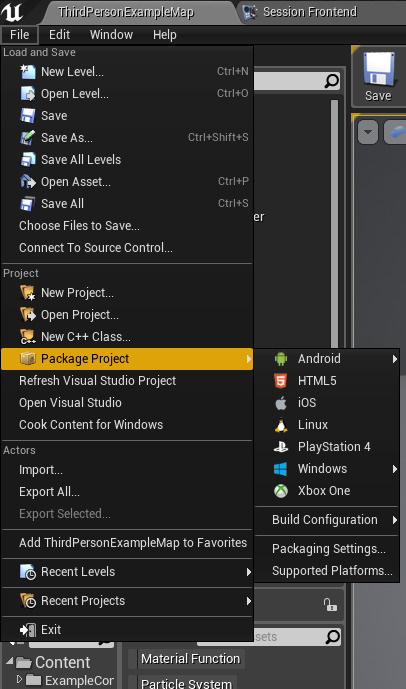 ThirdPersonExampleMap
Session Frontend
File Edit Window Help
Load and Save
New Level... Ctrl+N
Open Level... Ctrl+O
Save
Save As... Ctrl+Shift+S
Save All Levels
Open Asset... Ctrl+P
Save All Ctrl+S
Choose Files to Save...
Connect To Source Control...
Project
New Project...
Open Project...
New C++ Class...
Package Project
Refresh Visual Studio Project
Open Visual Studio
Cook Content for Windows
Actors
Import...
Export All...
Export Selected...
Add ThirdPersonExampleMap to Favorites
Recent Levels
Recent Projects
Exit
Android
HTML5
iOS
Linux
PlayStation 4
Windows
Xbox One
Build Configuration
Packaging Settings...
Supported Platforms...
Save
er
ssets
Content
ExampleCor
Material Function
Particle System